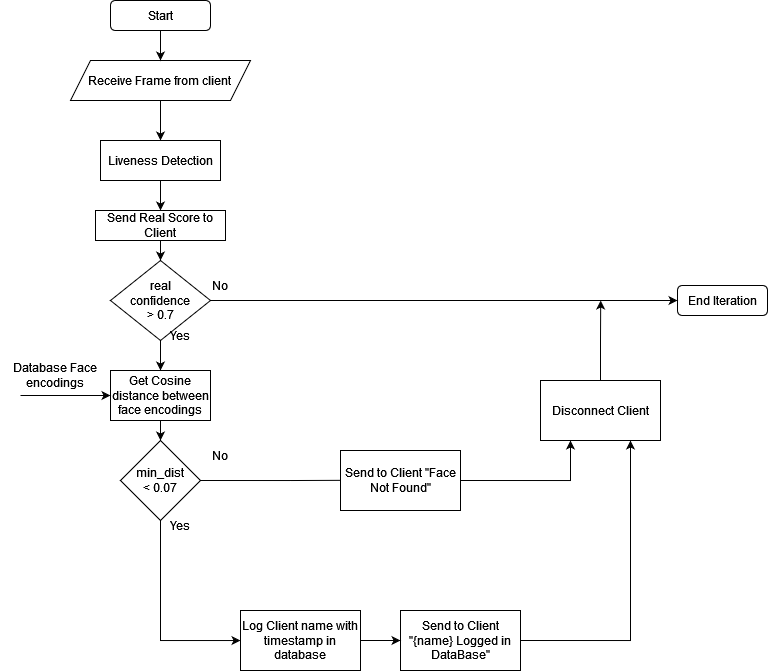 Start
Receive Frame from client
Liveness Detection
Send Real Score to
Client
real
confidence
> 0.7
No
End Iteration
Yes
Database Face
encodings
Get Cosine
distance between
face encodings
Disconnect Client
min_dist
< 0.07
No
Send to Client "Face
Not Found"
Yes
Log Client name with
timestamp in
database
Send to Client
"{name} Logged in
DataBase"